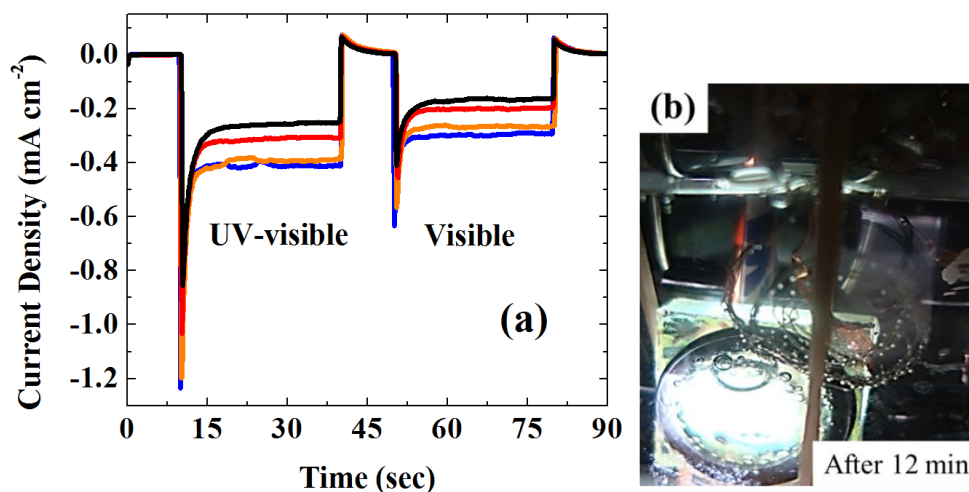 0.0
-0.2
-0.4
-0.6
-0.8
-1.0
-1.2
Current Density (mA cm⁻²)
UV-visible
Visible
(a)
0 15 30 45 60 75 90
Time (sec)
(b)
After 12 min